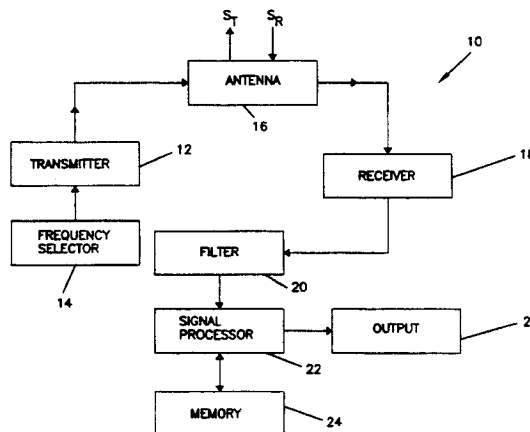 S_T S_R
10
ANTENNA
16
TRANSMITTER
12
RECEIVER
18
FREQUENCY
SELECTOR
14
FILTER
20
SIGNAL
PROCESSOR
22
OUTPUT
MEMORY
24